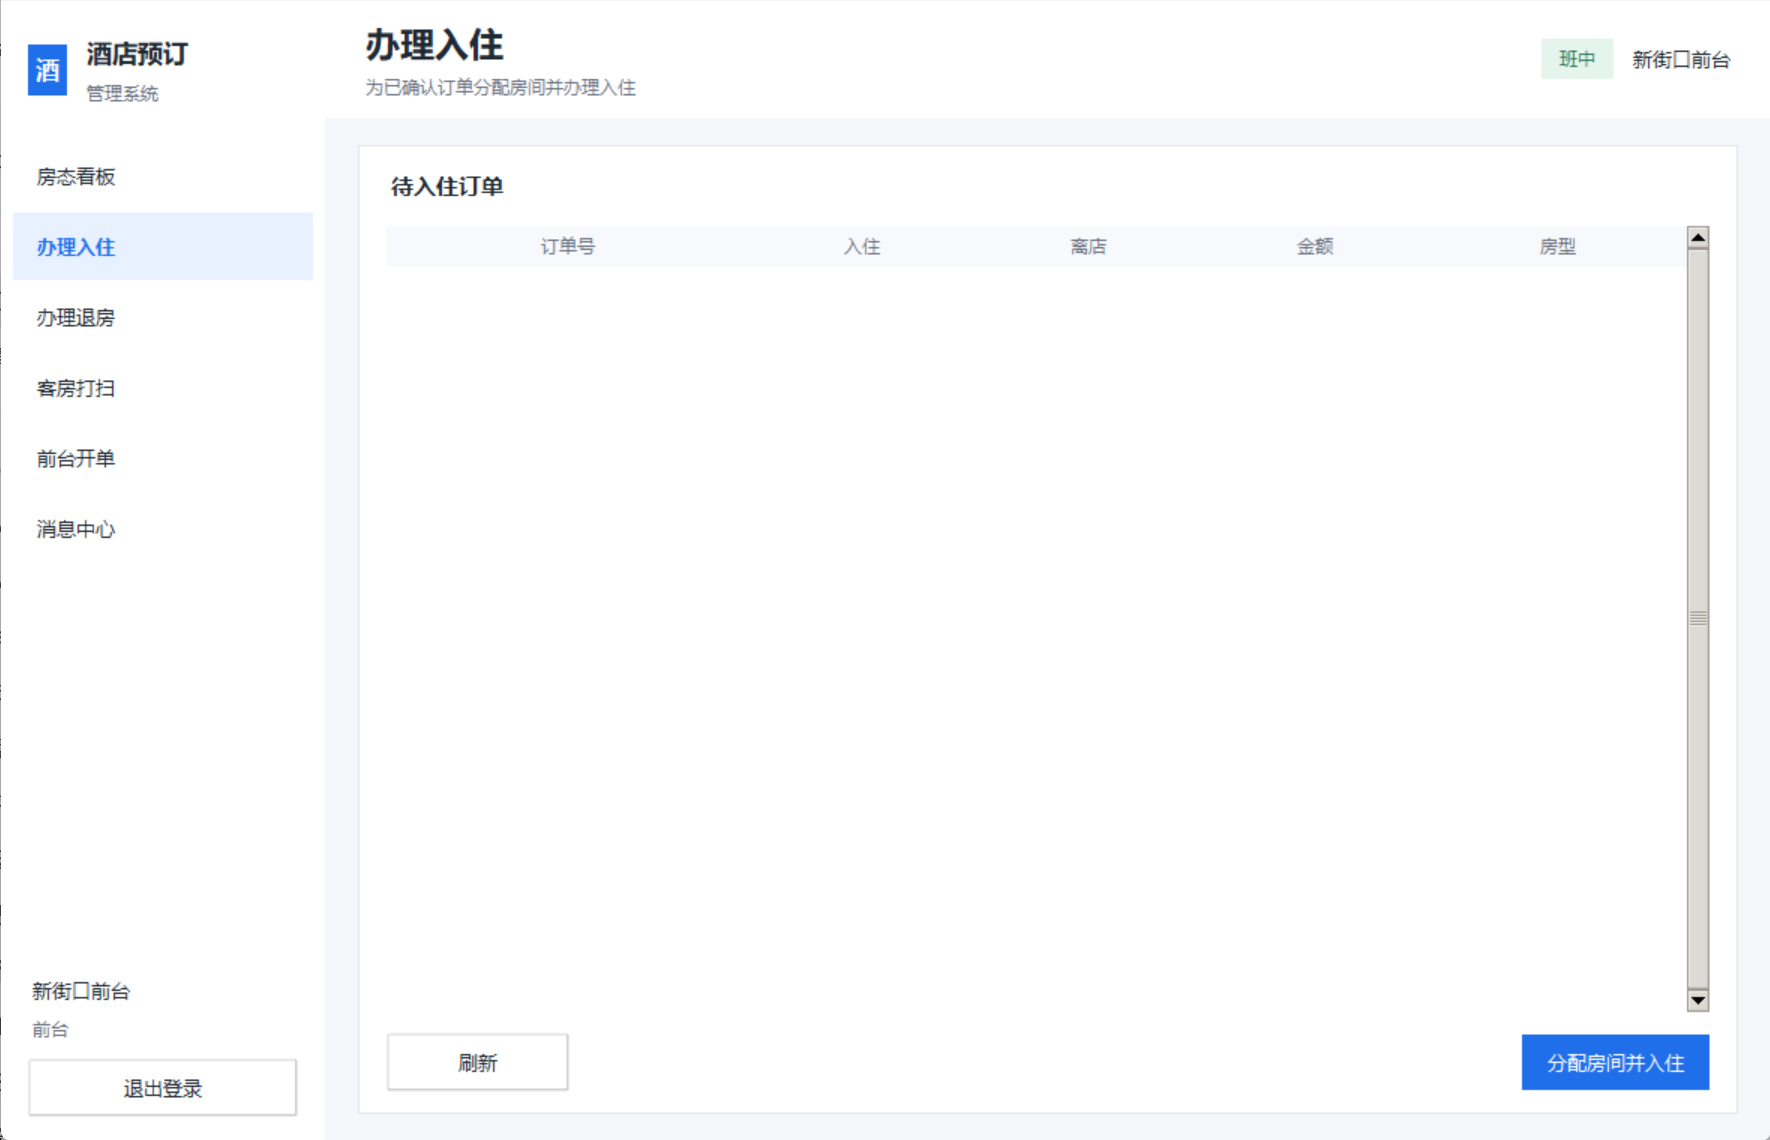 酒
酒店预订
管理系统
房态看板
办理入住
办理退房
客房打扫
前台开单
消息中心
新街口前台
前台
退出登录
办理入住
为已确认订单分配房间并办理入住
班中
新街口前台
待入住订单
订单号 入住 离店 金额 房型
刷新
分配房间并入住